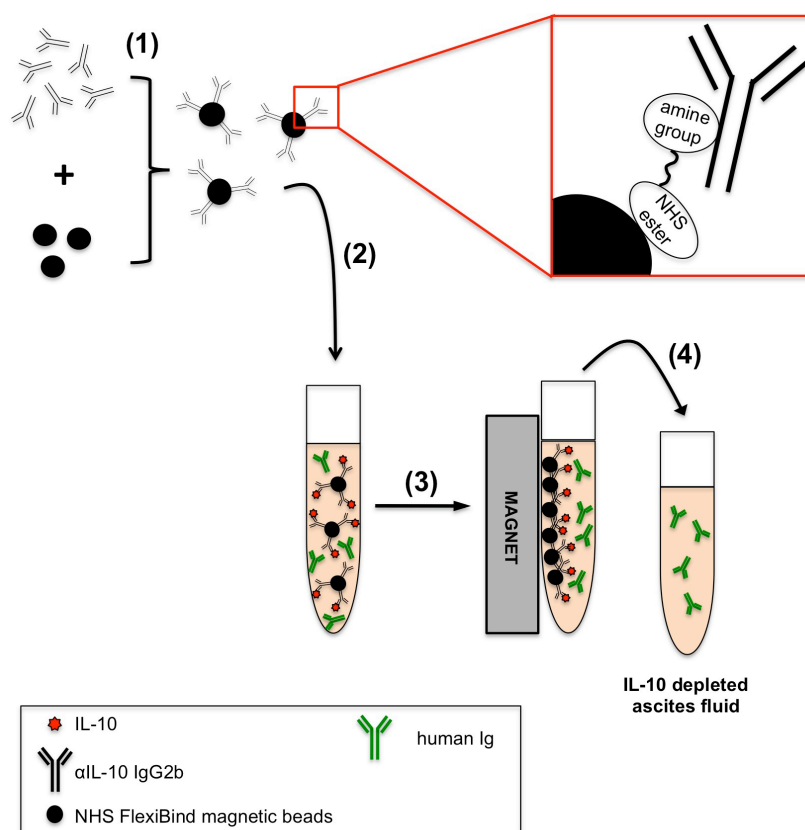 (1)
+
amine
group
NHS
ester
(2)
(3)
MAGNET
(4)
IL-10 depleted
ascites fluid
IL-10
αIL-10 IgG2b
NHS FlexiBind magnetic beads
human Ig